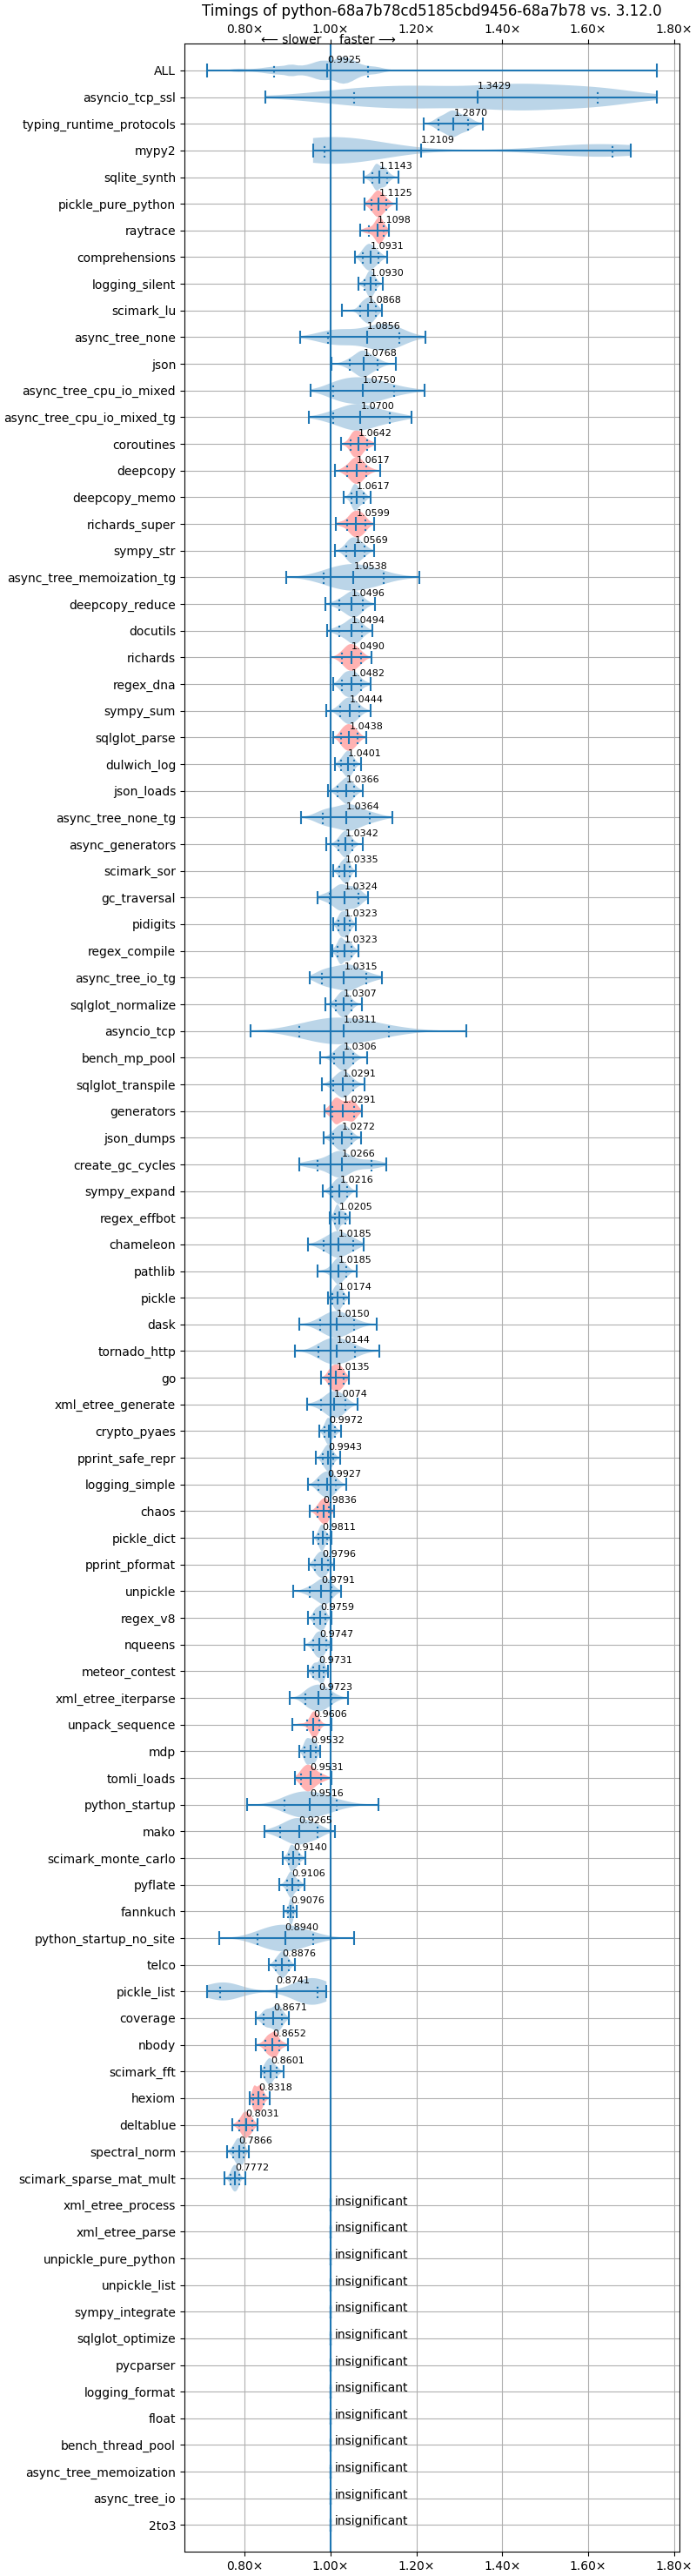 Timings of python-68a7b78cd5185cbd9456-68a7b78 vs. 3.12.0
0.80× 1.00× 1.20× 1.40× 1.60× 1.80×
⟵ slower faster ⟶
ALL 0.9925
asyncio_tcp_ssl 1.3429
typing_runtime_protocols 1.2870
mypy2 1.2109
sqlite_synth 1.1143
pickle_pure_python 1.1125
raytrace 1.1098
comprehensions 1.0931
logging_silent 1.0930
scimark_lu 1.0868
async_tree_none 1.0856
json 1.0768
async_tree_cpu_io_mixed 1.0750
async_tree_cpu_io_mixed_tg 1.0700
coroutines 1.0642
deepcopy 1.0617
deepcopy_memo 1.0617
richards_super 1.0599
sympy_str 1.0569
async_tree_memoization_tg 1.0538
deepcopy_reduce 1.0496
docutils 1.0494
richards 1.0490
regex_dna 1.0482
sympy_sum 1.0444
sqlglot_parse 1.0438
dulwich_log 1.0401
json_loads 1.0366
async_tree_none_tg 1.0364
async_generators 1.0342
scimark_sor 1.0335
gc_traversal 1.0324
pidigits 1.0323
regex_compile 1.0323
async_tree_io_tg 1.0315
sqlglot_normalize 1.0307
asyncio_tcp 1.0311
bench_mp_pool 1.0306
sqlglot_transpile 1.0291
generators 1.0291
json_dumps 1.0272
create_gc_cycles 1.0266
sympy_expand 1.0216
regex_effbot 1.0205
chameleon 1.0185
pathlib 1.0185
pickle 1.0174
dask 1.0150
tornado_http 1.0144
go 1.0135
xml_etree_generate 1.0074
crypto_pyaes 0.9972
pprint_safe_repr 0.9943
logging_simple 0.9927
chaos 0.9836
pickle_dict 0.9811
pprint_pformat 0.9796
unpickle 0.9791
regex_v8 0.9759
nqueens 0.9747
meteor_contest 0.9731
xml_etree_iterparse 0.9723
unpack_sequence 0.9606
mdp 0.9532
tomli_loads 0.9531
python_startup 0.9516
mako 0.9265
scimark_monte_carlo 0.9140
pyflate 0.9106
fannkuch 0.9076
python_startup_no_site 0.8940
telco 0.8876
pickle_list 0.8741
coverage 0.8671
nbody 0.8652
scimark_fft 0.8601
hexiom 0.8318
deltablue 0.8031
spectral_norm 0.7866
scimark_sparse_mat_mult 0.7772
xml_etree_process insignificant
xml_etree_parse insignificant
unpickle_pure_python insignificant
unpickle_list insignificant
sympy_integrate insignificant
sqlglot_optimize insignificant
pycparser insignificant
logging_format insignificant
float insignificant
bench_thread_pool insignificant
async_tree_memoization insignificant
async_tree_io insignificant
2to3 insignificant
0.80× 1.00× 1.20× 1.40× 1.60× 1.80×